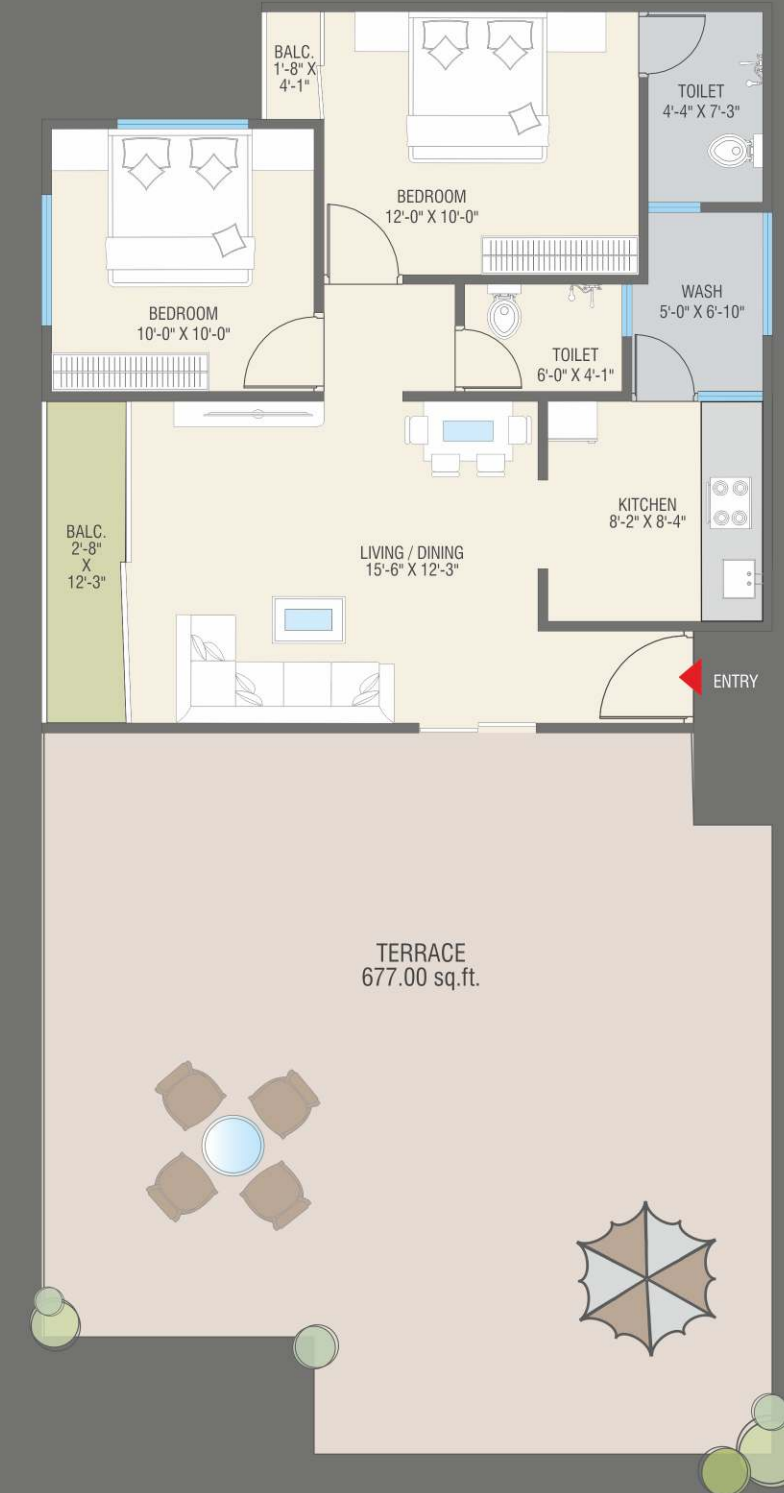 BALC.
1'-8" X
4'-1"
TOILET
4'-4" X 7'-3"
BEDROOM
12'-0" X 10'-0"
WASH
5'-0" X 6'-10"
BEDROOM
10'-0" X 10'-0"
TOILET
6'-0" X 4'-1"
KITCHEN
8'-2" X 8'-4"
BALC.
2'-8"
X
12'-3"
LIVING / DINING
15'-6" X 12'-3"
ENTRY
TERRACE
677.00 sq.ft.